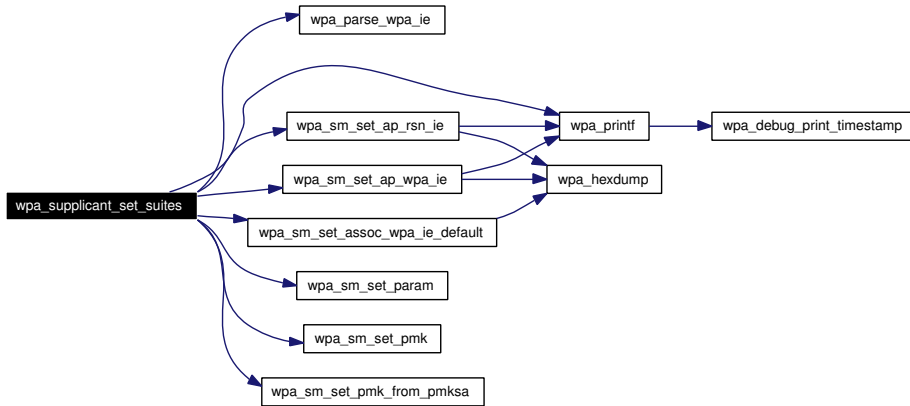 wpa_parse_wpa_ie
wpa_sm_set_ap_rsn_ie
wpa_printf
wpa_debug_print_timestamp
wpa_sm_set_ap_wpa_ie
wpa_hexdump
wpa_supplicant_set_suites
wpa_sm_set_assoc_wpa_ie_default
wpa_sm_set_param
wpa_sm_set_pmk
wpa_sm_set_pmk_from_pmksa